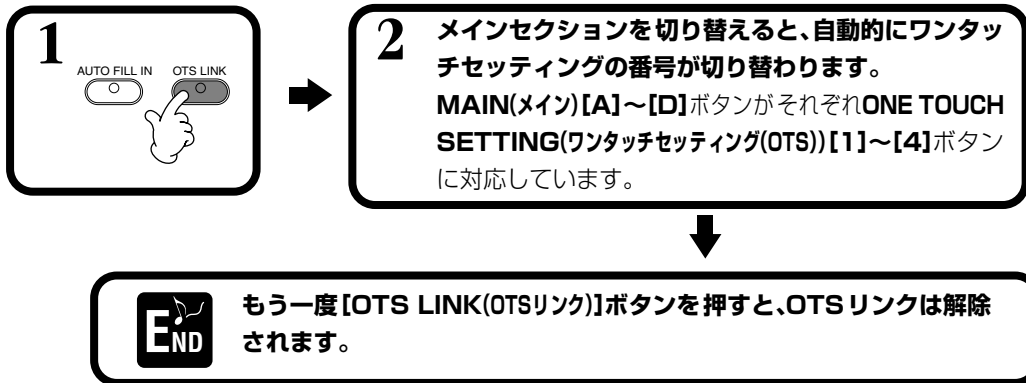 1
AUTO FILL IN OTS LINK
2 メインセクションを切り替えると、自動的にワンタッ
チセッティングの番号が切り替わります。
MAIN(メイン)[A]～[D]ボタンがそれぞれONE TOUCH
SETTING(ワンタッチセッティング(OTS))[1]～[4]ボタン
に対応しています。
END
もう一度[OTS LINK(OTSリンク)]ボタンを押すと、OTSリンクは解除
されます。